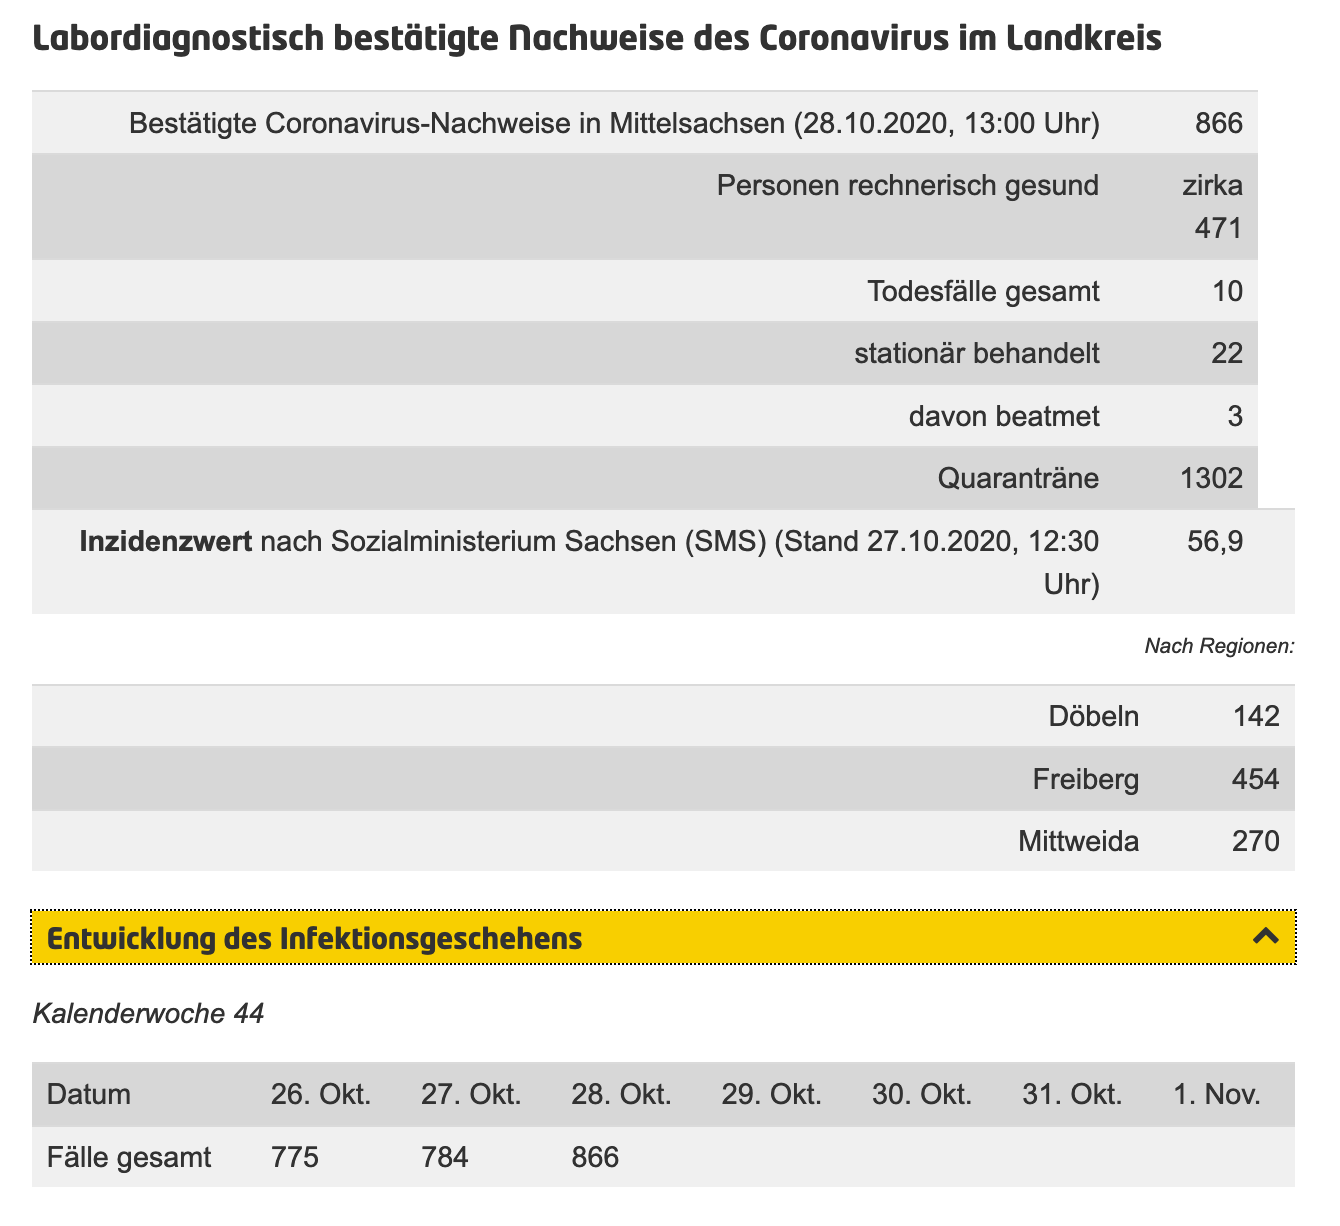 Labordiagnostisch bestätigte Nachweise des Coronavirus im Landkreis
Bestätigte Coronavirus-Nachweise in Mittelsachsen (28.10.2020, 13:00 Uhr) 866
Personen rechnerisch gesund zirka
471
Todesfälle gesamt 10
stationär behandelt 22
davon beatmet 3
Quaranträne 1302
Inzidenzwert nach Sozialministerium Sachsen (SMS) (Stand 27.10.2020, 12:30 56,9
Uhr)
Nach Regionen:
Döbeln 142
Freiberg 454
Mittweida 270
Entwicklung des Infektionsgeschehens
Kalenderwoche 44
Datum 26. Okt. 27. Okt. 28. Okt. 29. Okt. 30. Okt. 31. Okt. 1. Nov.
Fälle gesamt 775 784 866